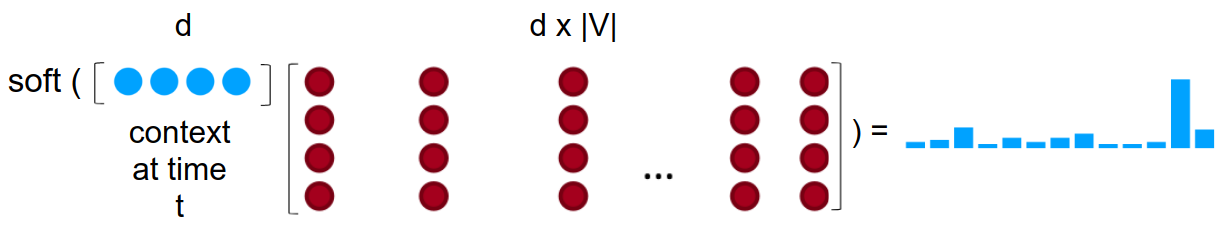 d
d x |V|
soft (
context
at time
t
...
) =